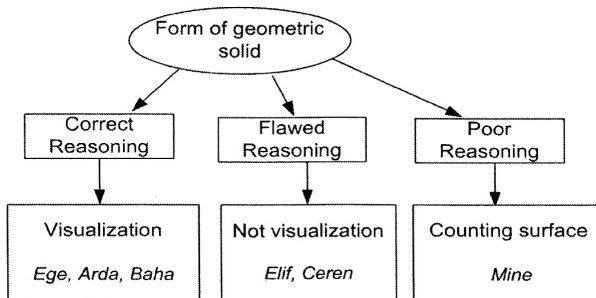 Form of geometric
solid
Correct
Reasoning
Flawed
Reasoning
Poor
Reasoning
Visualization
Ege, Arda, Baha
Not visualization
Elif, Ceren
Counting surface
Mine